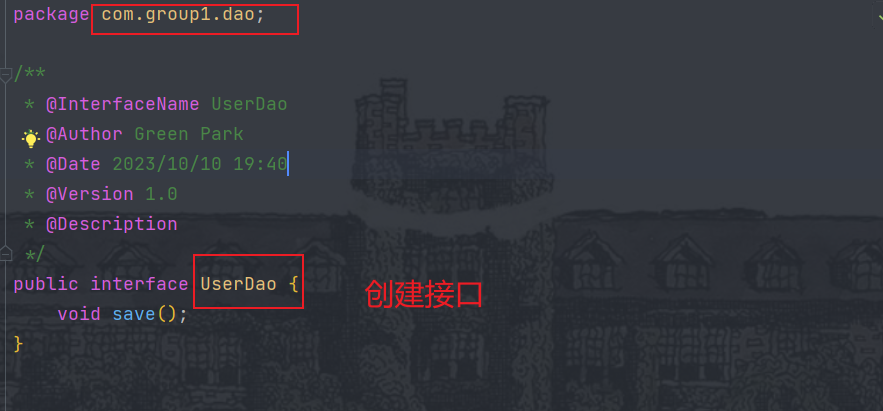 package com.group1.dao;
/**
* @InterfaceName UserDao
@Author Green Park
* @Date 2023/10/10 19:40
* @Version 1.0
* @Description
*/
public interface UserDao {
void save();
}
创建接口